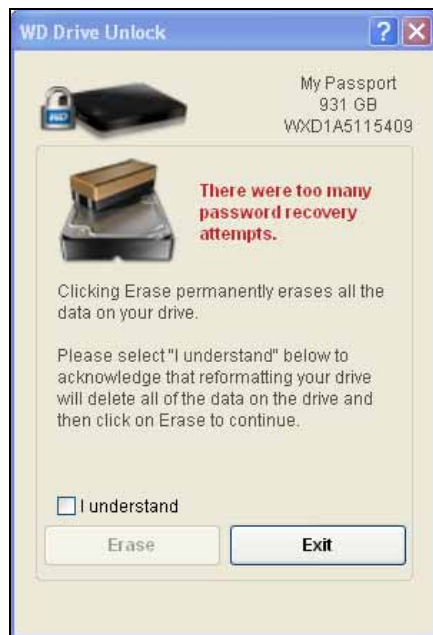 WD Drive Unlock
?
My Passport
931 GB
WXD1A5115409
WD
There were too many
password recovery
attempts.
Clicking Erase permanently erases all the
data on your drive.
Please select "I understand" below to
acknowledge that reformatting your drive
will delete all of the data on the drive and
then click on Erase to continue.
I understand
Erase
Exit